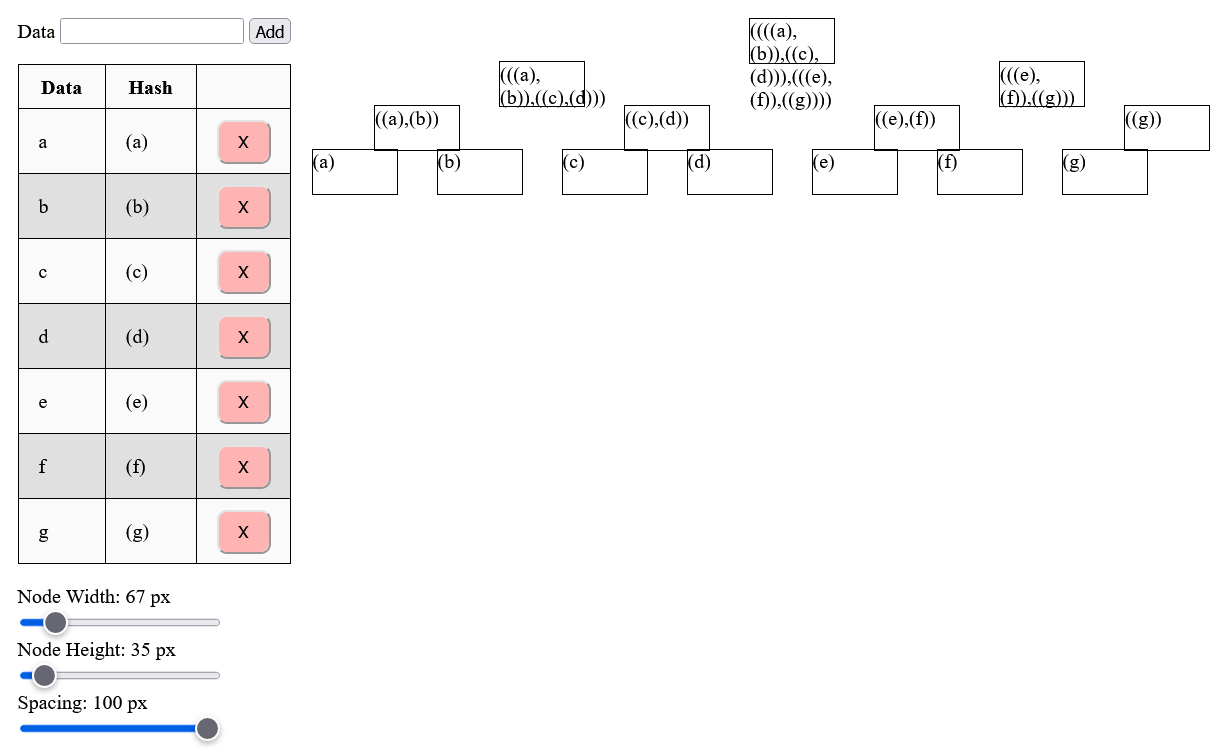 Data Add
Data Hash
a (a) X
b (b) X
c (c) X
d (d) X
e (e) X
f (f) X
g (g) X
Node Width: 67 px
Node Height: 35 px
Spacing: 100 px
((((a),
(b)),((c),
(d))),(((e),
(f)),((g))))
(((a),
(b)),((c),(d)))
(((e),
(f)),((g)))
((a),(b))
((c),(d))
((e),(f))
((g))
(a)
(b)
(c)
(d)
(e)
(f)
(g)